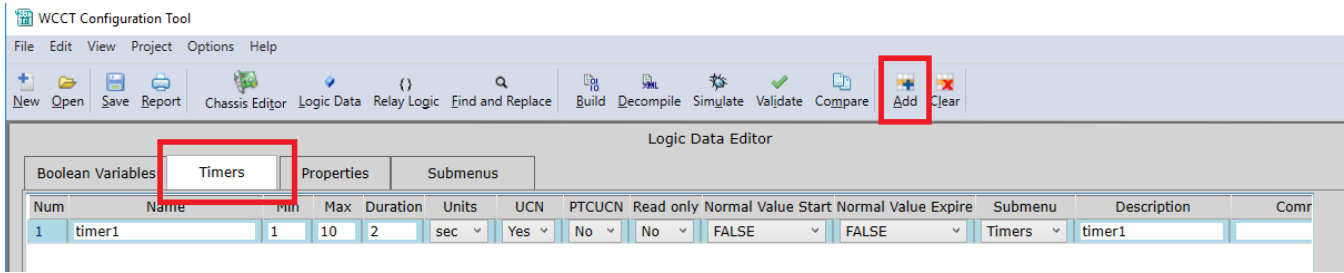 WCCT Configuration Tool
File Edit View Project Options Help
New Open Save Report Chassis Editor Logic Data Relay Logic Find and Replace Build Decompile Simulate Validate Compare Add Clear
Logic Data Editor
Boolean Variables Timers Properties Submenus
Num Name Min Max Duration Units UCN PTCUCN Read only Normal Value Start Normal Value Expire Submenu Description Comr
1 timer1 1 10 2 sec Yes No No FALSE FALSE Timers timer1